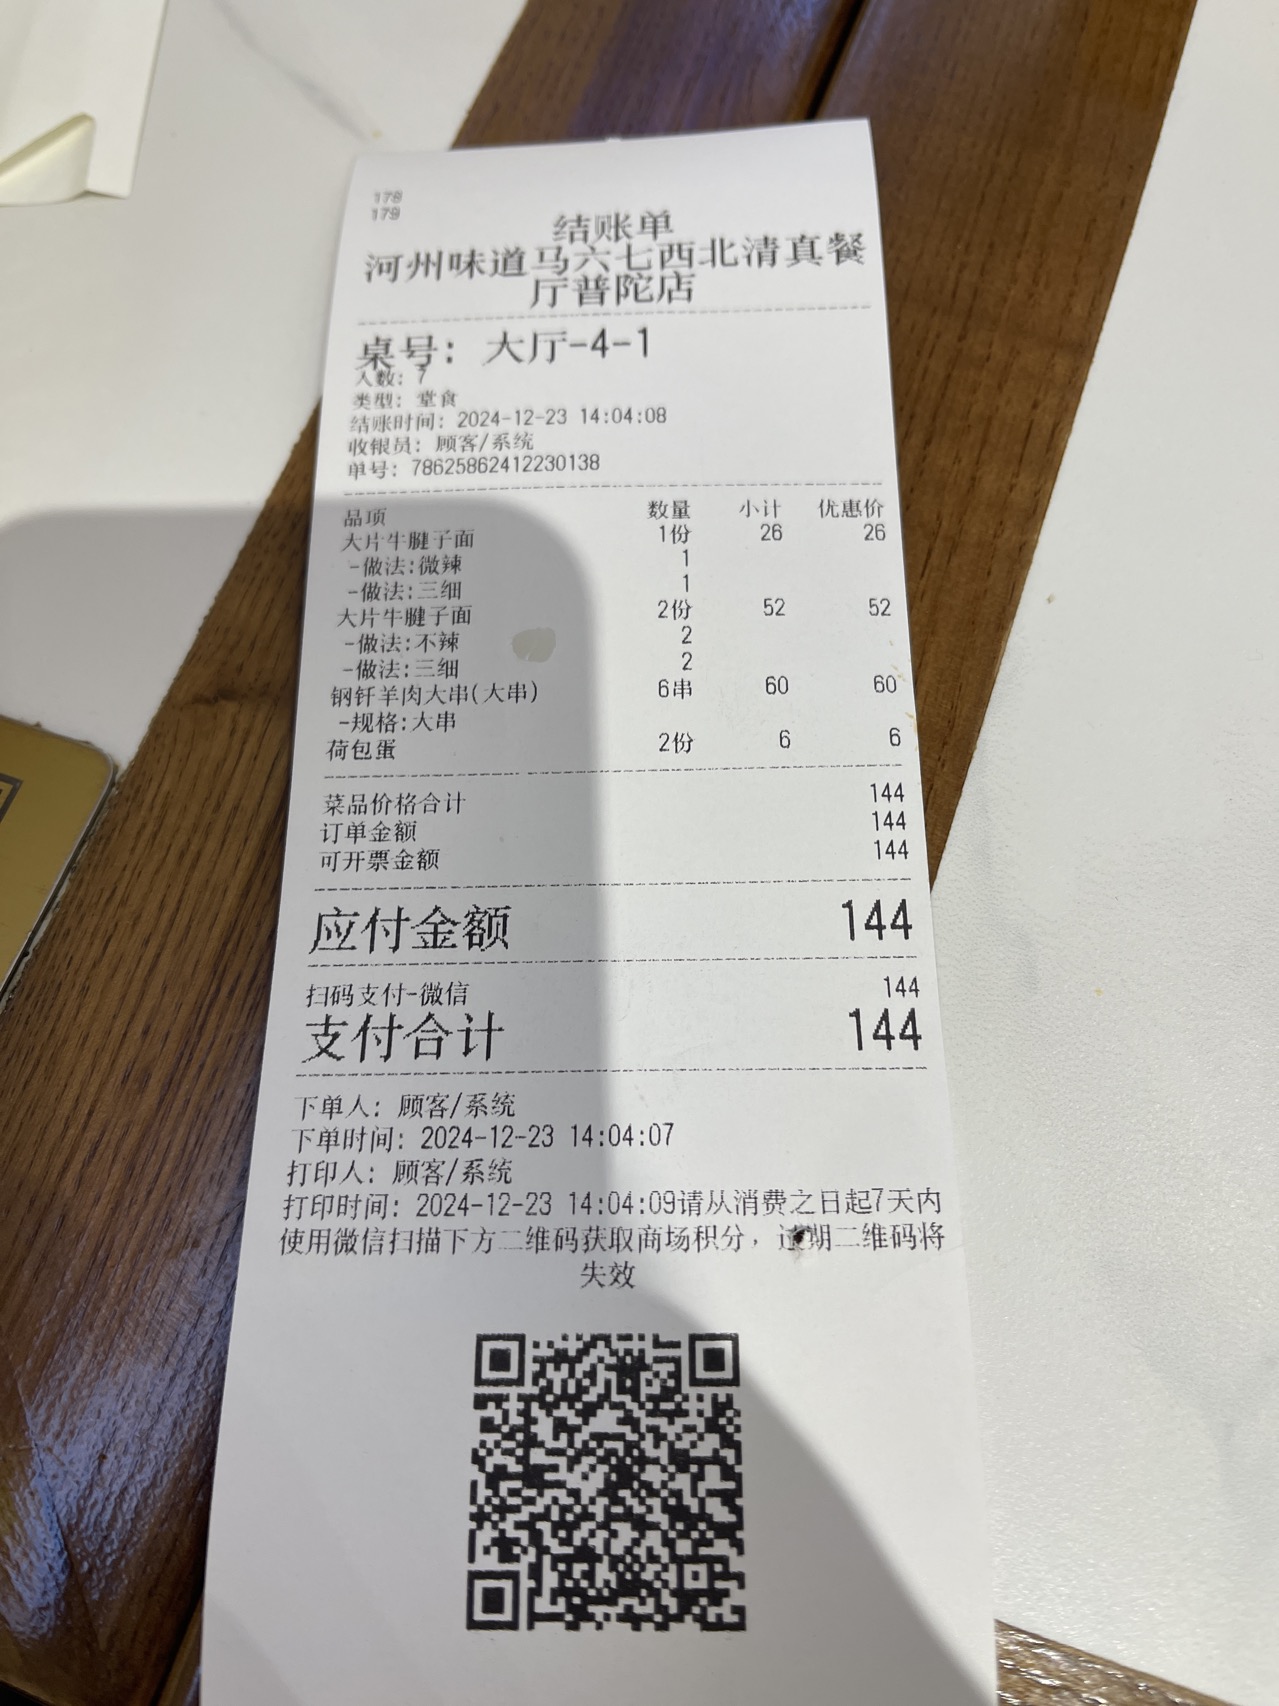 178
179
结账单
河州味道马六七西北清真餐
厅普陀店
桌号: 大厅-4-1
人数: 7
类型: 堂食
结账时间: 2024-12-23 14:04:08
收银员: 顾客/系统
单号: 78625862412230138
品项 数量 小计 优惠价
大片牛腱子面 1份 26 26
-做法:微辣 1
-做法:三细 1
大片牛腱子面 2份 52 52
-做法:不辣 2
-做法:三细 2
钢钎羊肉大串(大串) 6串 60 60
-规格:大串
荷包蛋 2份 6 6
菜品价格合计 144
订单金额 144
可开票金额 144
应付金额 144
扫码支付-微信 144
支付合计 144
下单人: 顾客/系统
下单时间: 2024-12-23 14:04:07
打印人: 顾客/系统
打印时间: 2024-12-23 14:04:09请从消费之日起7天内
使用微信扫描下方二维码获取商场积分，过期二维码将
失效